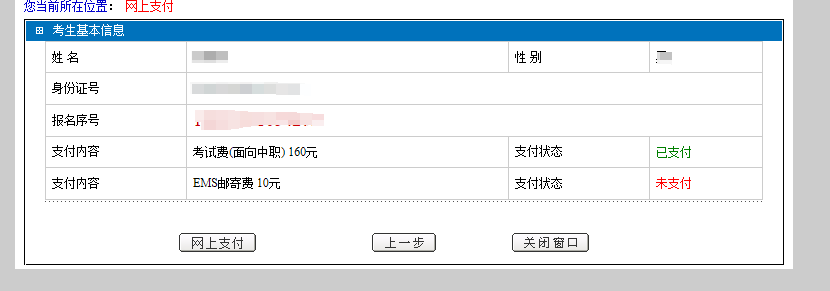 您当前所在位置： 网上支付
考生基本信息
姓 名 性 别
身份证号
报名序号
支付内容 考试费(面向中职) 160元 支付状态 已支付
支付内容 EMS邮寄费 10元 支付状态 未支付
网上支付 上一步 关闭窗口